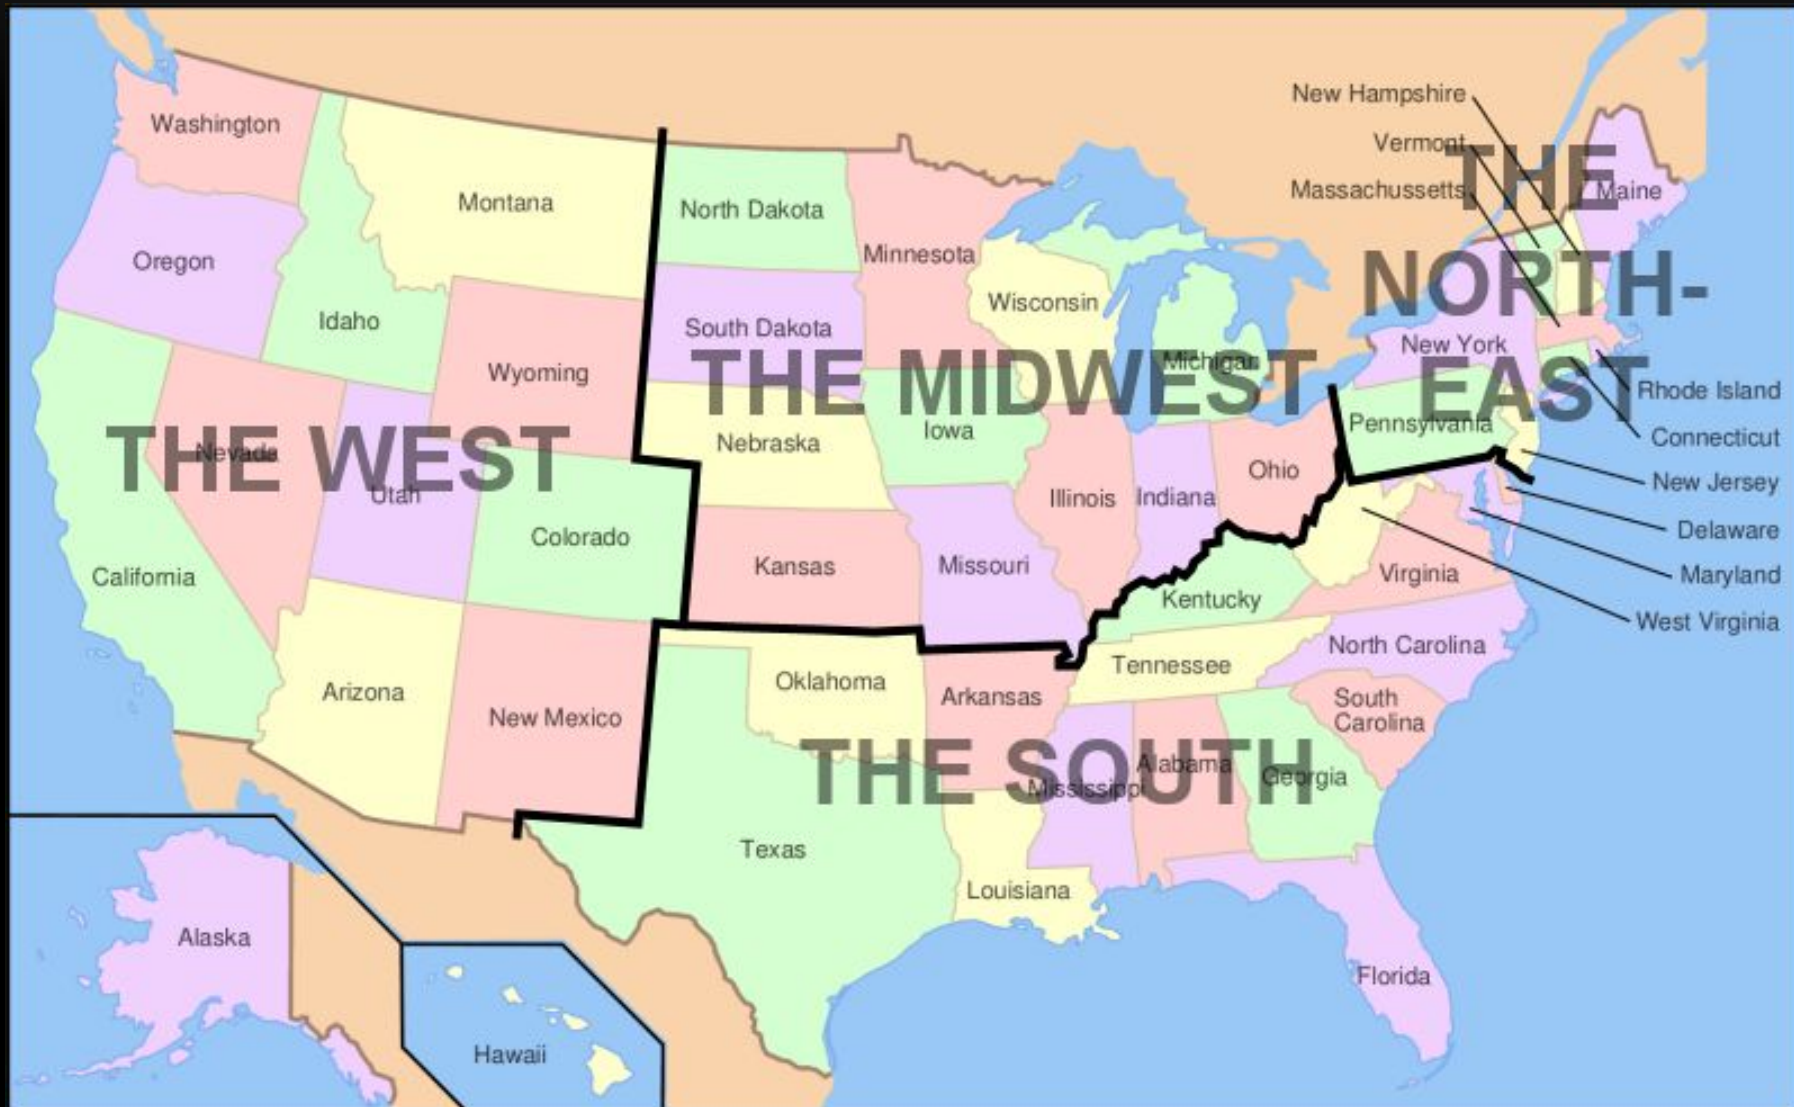 New Hampshire
Washington
Vermont
THE
Massachussetts
Maine
Montana
North Dakota
Minnesota
Oregon
NORTH-
Wisconsin
Idaho
South Dakota
New York
Wyoming
Michigan
THE MIDWEST
EAST
Rhode Island
Pennsylvania
Iowa
Nebraska
Connecticut
THE WEST
Nevada
Ohio
New Jersey
Utah
Illinois
Indiana
Delaware
Colorado
Kansas
Missouri
California
Virginia
Maryland
Kentucky
West Virginia
North Carolina
Tennessee
Oklahoma
Arizona
Arkansas
South
Carolina
New Mexico
Alabama
THE SOUTH
Georgia
Mississippi
Texas
Louisiana
Alaska
Florida
Hawaii